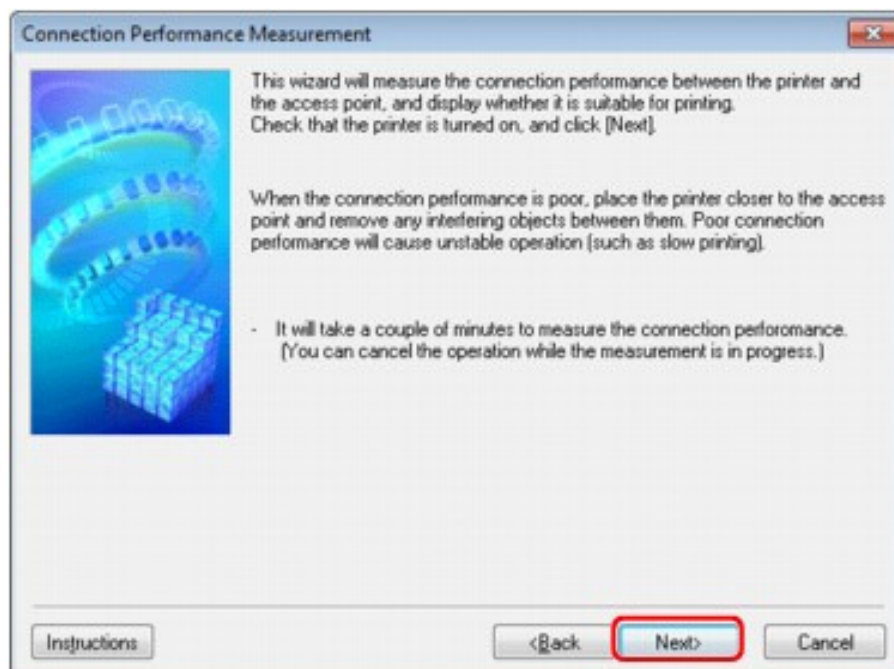 Connection Performance Measurement
This wizard will measure the connection performance between the printer and
the access point, and display whether it is suitable for printing.
Check that the printer is turned on, and click [Next].
When the connection performance is poor, place the printer closer to the access
point and remove any interfering objects between them. Poor connection
performance will cause unstable operation (such as slow printing).
- It will take a couple of minutes to measure the connection perforomance.
(You can cancel the operation while the measurement is in progress.)
Instructions <Back Next> Cancel